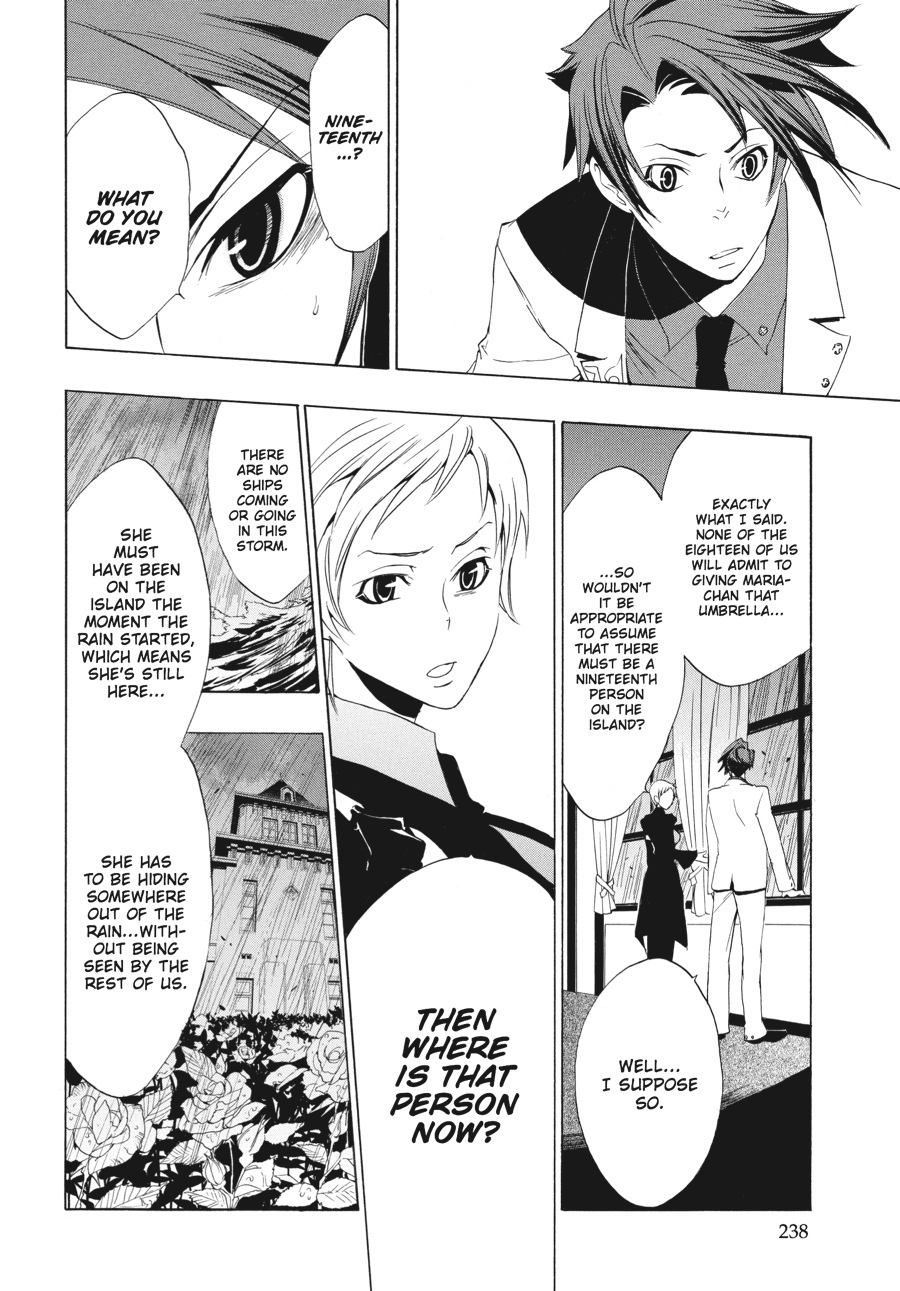 NINE-
TEENTH
...?
WHAT
DO YOU
MEAN?
EXACTLY
WHAT I SAID.
NONE OF THE
EIGHTEEN OF US
WILL ADMIT TO
GIVING MARIA-
CHAN THAT
UMBRELLA...
...SO
WOULDN'T
IT BE
APPROPRIATE
TO ASSUME
THAT THERE
MUST BE A
NINETEENTH
PERSON
ON THE
ISLAND?
WELL...
I SUPPOSE
SO.
THEN
WHERE
IS THAT
PERSON
NOW?
THERE
ARE NO
SHIPS
COMING
OR GOING
IN THIS
STORM.
SHE
MUST
HAVE BEEN
ON THE
ISLAND THE
MOMENT THE
RAIN STARTED,
WHICH MEANS
SHE'S STILL
HERE...
SHE HAS
TO BE HIDING
SOMEWHERE
OUT OF THE
RAIN...WITH-
OUT BEING
SEEN BY THE
REST OF US.
238